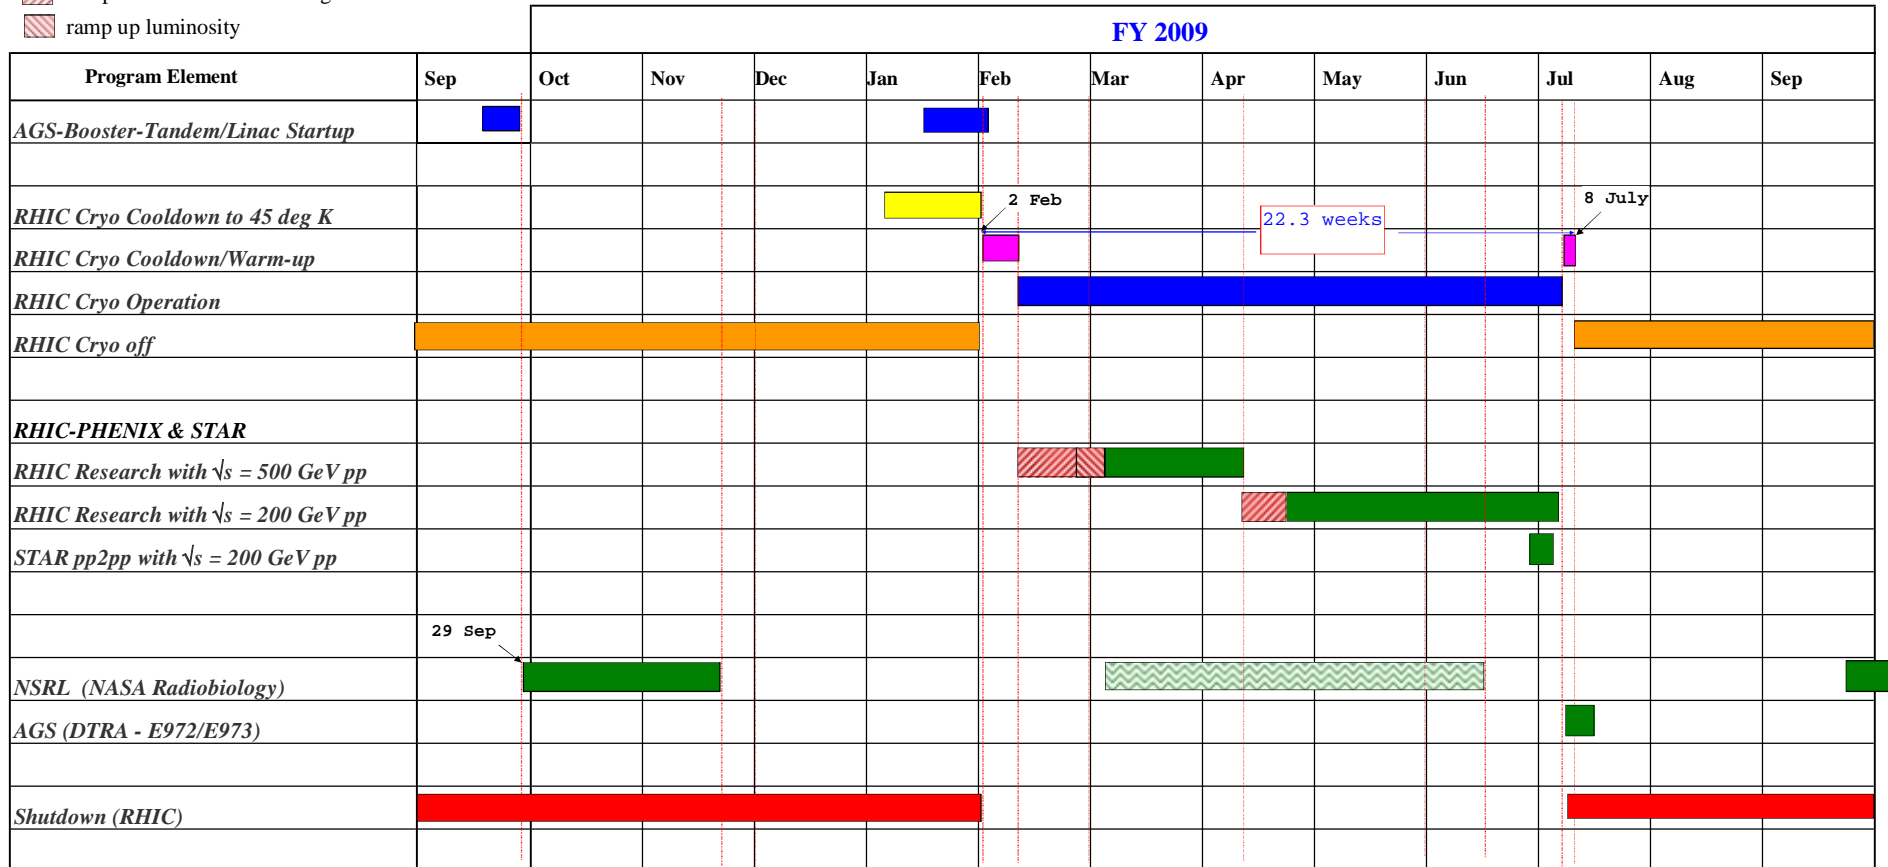 ramp up luminosity
FY 2009
Program Element Sep Oct Nov Dec Jan Feb Mar Apr May Jun Jul Aug Sep
AGS-Booster-Tandem/Linac Startup
RHIC Cryo Cooldown to 45 deg K
2 Feb
22.3 weeks
8 July
RHIC Cryo Cooldown/Warm-up
RHIC Cryo Operation
RHIC Cryo off
RHIC-PHENIX & STAR
RHIC Research with √s = 500 GeV pp
RHIC Research with √s = 200 GeV pp
STAR pp2pp with √s = 200 GeV pp
29 Sep
NSRL (NASA Radiobiology)
AGS (DTRA - E972/E973)
Shutdown (RHIC)